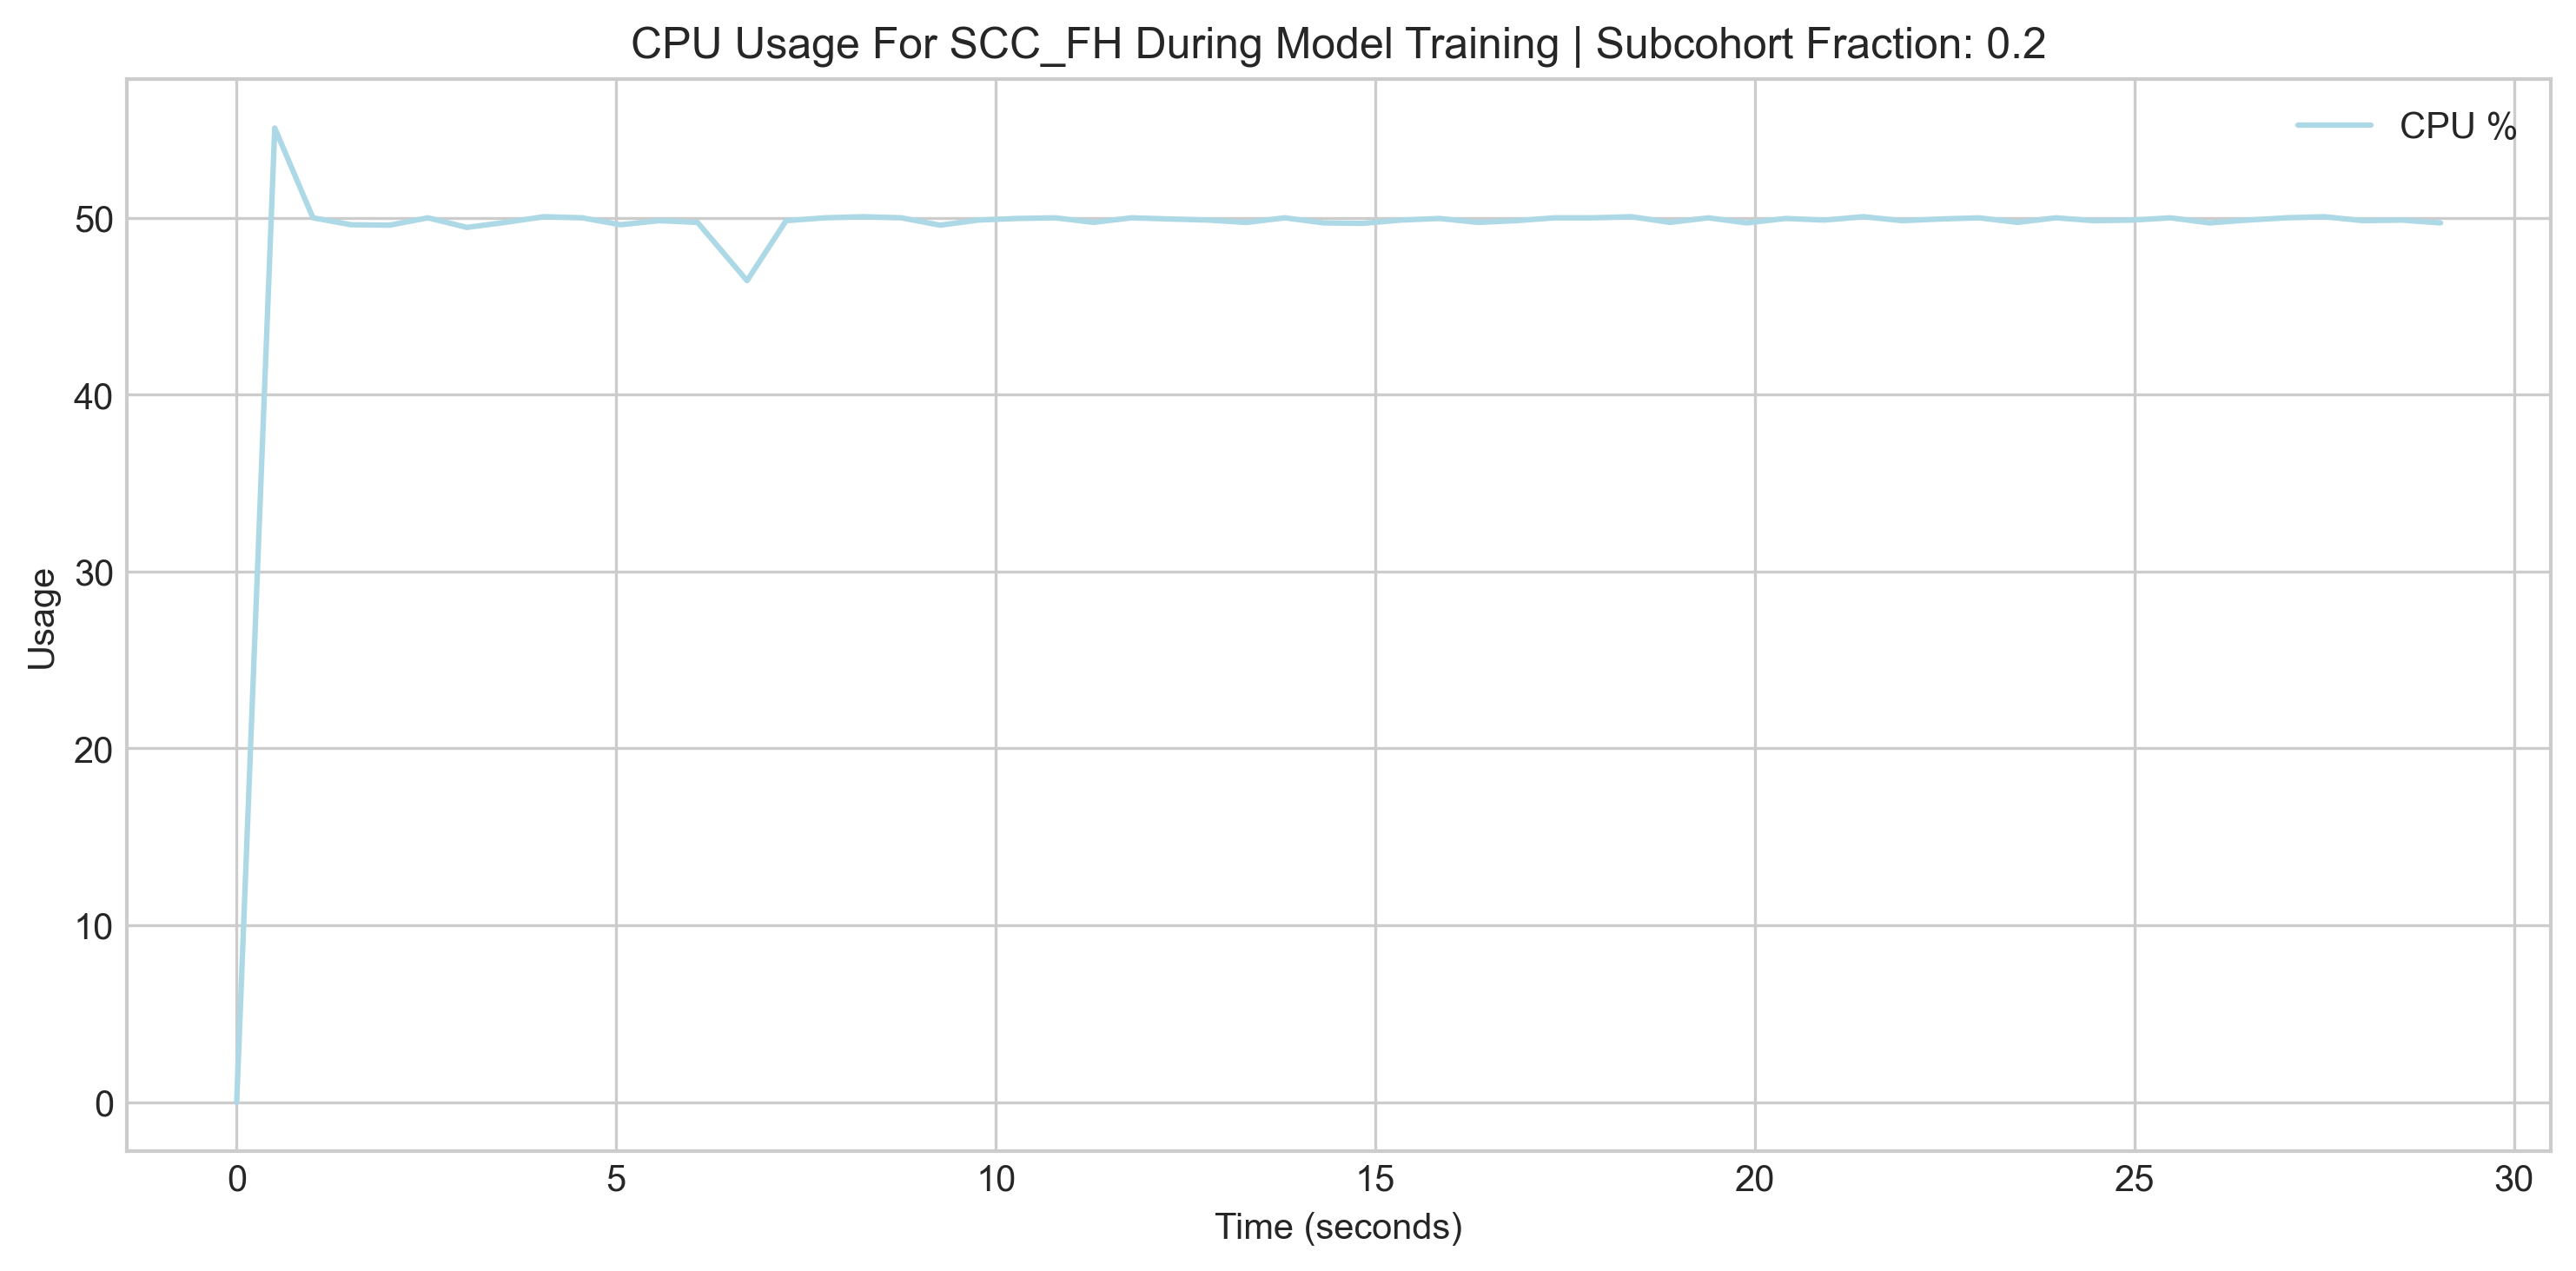 CPU Usage For SCC_FH During Model Training | Subcohort Fraction: 0.2
CPU %
50
40
30
20
10
0
Usage
0 5 10 15 20 25 30
Time (seconds)